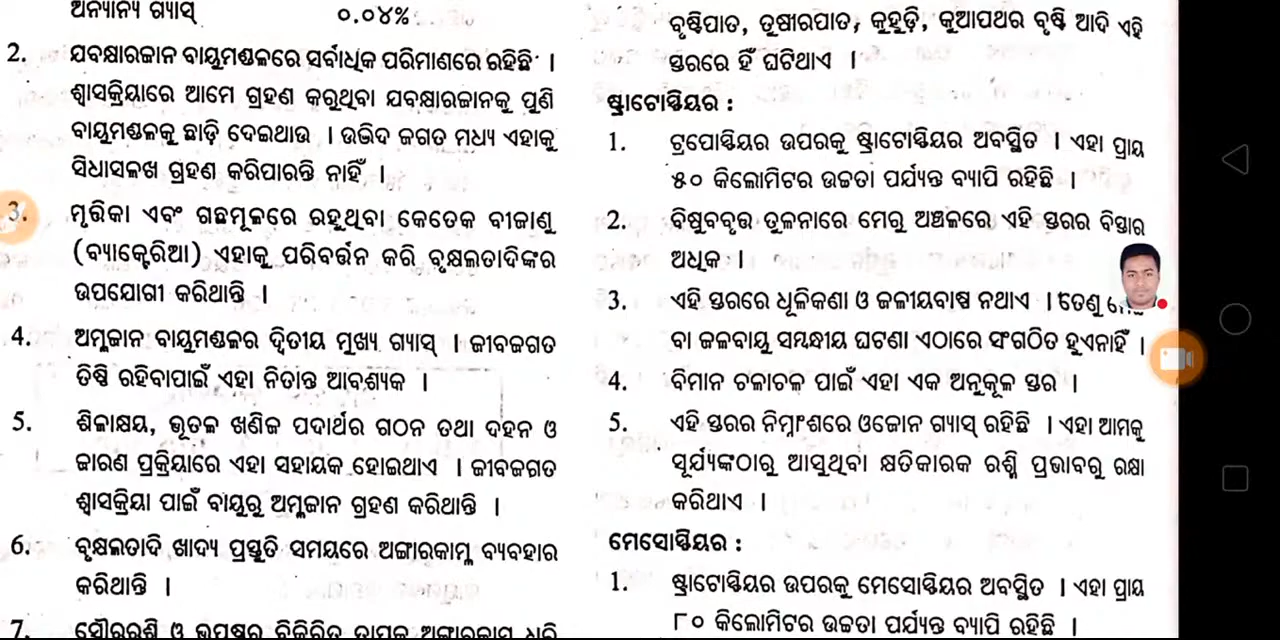 ଅନ୍ୟାନ୍ୟ ଗ୍ୟାସ୍ ୦.୦୪%
2. ଯବକ୍ଷାରଜାନ ବାୟୁମଣ୍ଡଳରେ ସର୍ବାଧିକ ପରିମାଣରେ ରହିଛି ।
ଶ୍ୱାସକ୍ରିୟାରେ ଆମେ ଗ୍ରହଣ କରୁଥିବା ଯବକ୍ଷାରଜାନକୁ ପୁଣି
ବାୟୁମଣ୍ଡଳକୁ ଛାଡ଼ି ଦେଇଥାଉ । ଉଦ୍ଭିଦ ଜଗତ ମଧ୍ୟ ଏହାକୁ
ସିଧାସଳଖ ଗ୍ରହଣ କରିପାରନ୍ତି ନାହିଁ ।
3. ମୃତ୍ତିକା ଏବଂ ଗଛମୂଳରେ ରହୁଥିବା କେତେକ ବୀଜାଣୁ
(ବ୍ୟାକ୍ଟେରିଆ) ଏହାକୁ ପରିବର୍ତ୍ତନ କରି ବୃକ୍ଷଲତାଦିଙ୍କର
ଉପଯୋଗୀ କରିଥାନ୍ତି ।
4. ଅମ୍ଳଜାନ ବାୟୁମଣ୍ଡଳର ଦ୍ୱିତୀୟ ମୁଖ୍ୟ ଗ୍ୟାସ୍ । ଜୀବଜଗତ
ତିଷ୍ଠି ରହିବାପାଇଁ ଏହା ନିତାନ୍ତ ଆବଶ୍ୟକ ।
5. ଶିଳାକ୍ଷୟ, ଭୂତଳ ଖଣିଜ ପଦାର୍ଥର ଗଠନ ତଥା ଦହନ ଓ
ଜାରଣ ପ୍ରକ୍ରିୟାରେ ଏହା ସହାୟକ ହୋଇଥାଏ । ଜୀବଜଗତ
ଶ୍ୱାସକ୍ରିୟା ପାଇଁ ବାୟୁରୁ ଅମ୍ଳଜାନ ଗ୍ରହଣ କରିଥାନ୍ତି ।
6. ବୃକ୍ଷଲତାଦି ଖାଦ୍ୟ ପ୍ରସ୍ତୁତି ସମୟରେ ଅଙ୍ଗାରକାମ୍ଳ ବ୍ୟବହାର
କରିଥାନ୍ତି ।
7. ସୌରରଶ୍ମି ଓ ଭୂପୃଷ୍ଠରୁ ବିକିରିତ ତାପକୁ ଅଙ୍ଗାରକାମ୍ଳ ଧରି
ବୃଷ୍ଟିପାତ, ତୁଷାରପାତ, କୁହୁଡ଼ି, କୁଆପଥର ବୃଷ୍ଟି ଆଦି ଏହି
ସ୍ତରରେ ହିଁ ଘଟିଥାଏ ।
ଷ୍ଟ୍ରାଟୋସ୍ଫିୟର :
1. ଟ୍ରପୋସ୍ଫିୟର ଉପରକୁ ଷ୍ଟ୍ରାଟୋସ୍ଫିୟର ଅବସ୍ଥିତ । ଏହା ପ୍ରାୟ
୫୦ କିଲୋମିଟର ଉଚ୍ଚତା ପର୍ଯ୍ୟନ୍ତ ବ୍ୟାପି ରହିଛି ।
2. ବିଷୁବବୃତ୍ତ ତୁଳନାରେ ମେରୁ ଅଞ୍ଚଳରେ ଏହି ସ୍ତରର ବିସ୍ତାର
ଅଧିକ ।
3. ଏହି ସ୍ତରରେ ଧୂଳିକଣା ଓ ଜଳୀୟବାଷ୍ପ ନଥାଏ । ତେଣୁ
ବା ଜଳବାୟୁ ସମ୍ବନ୍ଧୀୟ ଘଟଣା ଏଠାରେ ସଂଗଠିତ ହୁଏନାହିଁ ।
4. ବିମାନ ଚଳାଚଳ ପାଇଁ ଏହା ଏକ ଅନୁକୂଳ ସ୍ତର ।
5. ଏହି ସ୍ତରର ନିମ୍ନାଂଶରେ ଓଜୋନ ଗ୍ୟାସ୍ ରହିଛି । ଏହା ଆମକୁ
ସୂର୍ଯ୍ୟଙ୍କଠାରୁ ଆସୁଥିବା କ୍ଷତିକାରକ ରଶ୍ମି ପ୍ରଭାବରୁ ରକ୍ଷା
କରିଥାଏ ।
ମେସୋସ୍ଫିୟର :
1. ଷ୍ଟ୍ରାଟୋସ୍ଫିୟର ଉପରକୁ ମେସୋସ୍ଫିୟର ଅବସ୍ଥିତ । ଏହା ପ୍ରାୟ
୮୦ କିଲୋମିଟର ଉଚ୍ଚତା ପର୍ଯ୍ୟନ୍ତ ବ୍ୟାପି ରହିଛି ।